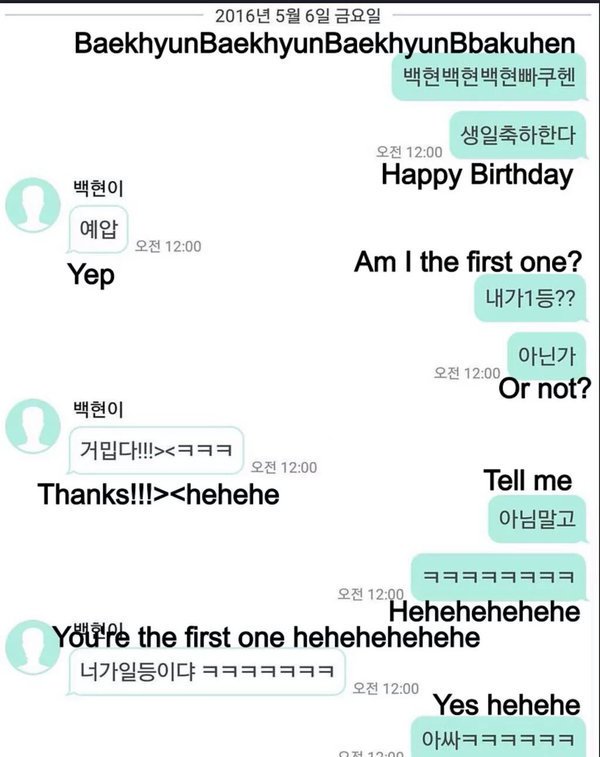 2016년 5월 6일 금요일
BaekhyunBaekhyunBaekhyunBbakuhen
백현백현백현빠쿠헨
생일축하한다
오전 12:00
Happy Birthday
백현이
예압
오전 12:00
Yep
Am I the first one?
내가1등??
아닌가
오전 12:00
Or not?
백현이
거밉다!!!><ㅋㅋㅋ
오전 12:00
Thanks!!!><hehehe
Tell me
아님말고
ㅋㅋㅋㅋㅋㅋㅋㅋ
오전 12:00
Hehehehehehe
백현이
You're the first one hehehehehehe
너가일등이댜 ㅋㅋㅋㅋㅋㅋㅋ
오전 12:00
Yes hehehe
아싸ㅋㅋㅋㅋㅋㅋ
오전 12:00